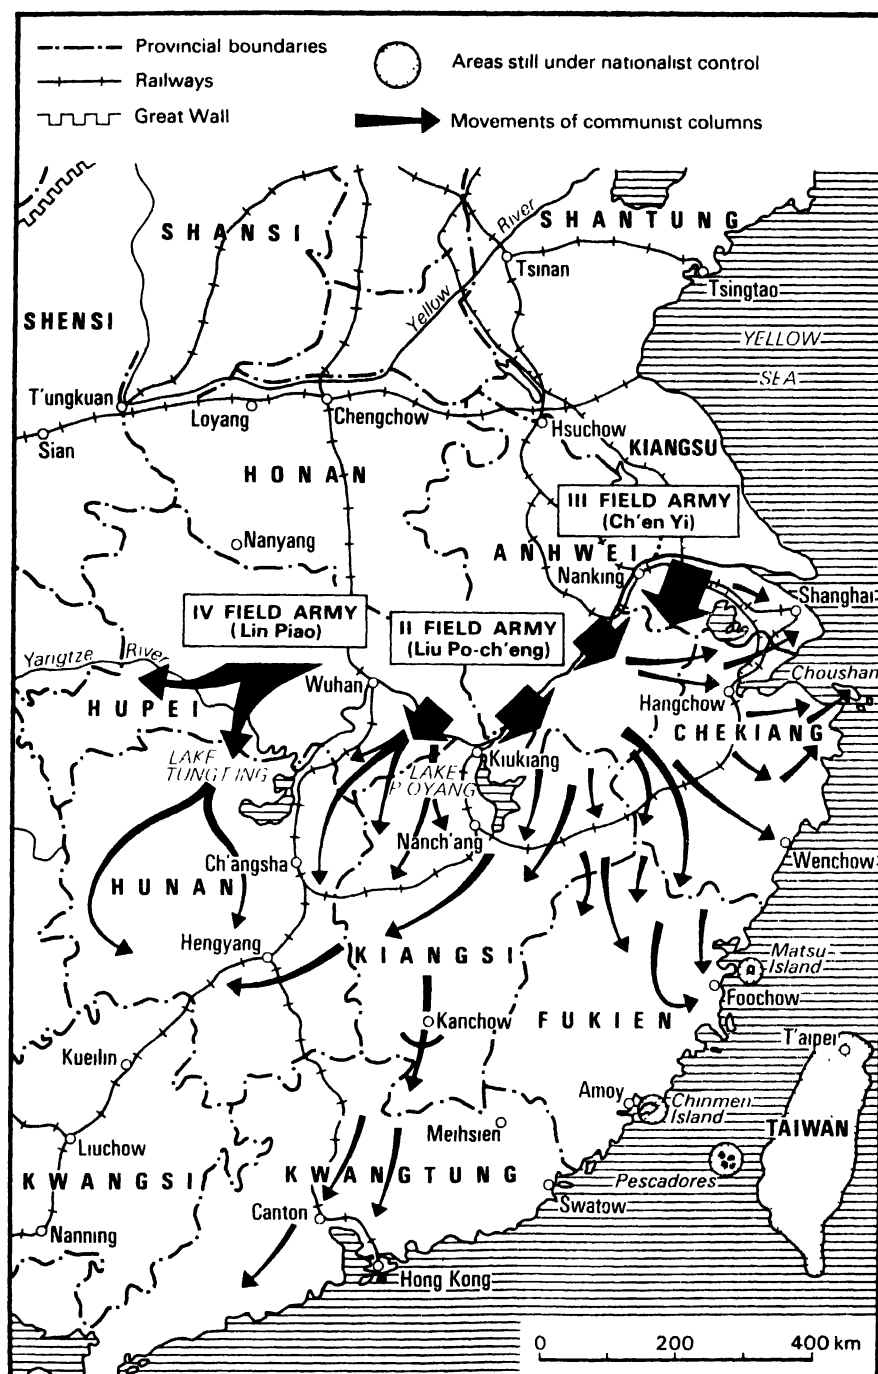 Provincial boundaries
Railways
Great Wall
Areas still under nationalist control
Movements of communist columns
SHANSI
River
SHANTUNG
Tsinan
Tsingtao
SHENSI
Yellow
YELLOW
SEA
T'ungkuan
Loyang
Chengchow
Hsuchow
Sian
KIANGSU
HONAN
III FIELD ARMY
(Ch'en Yi)
Nanyang
ANHWEI
Nanking
Shanghai
IV FIELD ARMY
(Lin Piao)
II FIELD ARMY
(Liu Po-ch'eng)
Yangtze River
Wuhan
Choushan
Hangchow
HUPEI
CHEKIANG
LAKE
TUNGTING
Kiukiang
LAKE
POYANG
Nanch'ang
Wenchow
Ch'angsha
HUNAN
Hengyang
KIANGSI
Matsu
Island
Foochow
Kanchow
FUKIEN
T'aipei
Kueilin
Amoy
Chinmen
Island
Meihsien
TAIWAN
Liuchow
KWANGSI
KWANGTUNG
Pescadores
Swatow
Canton
Nanning
Hong Kong
0 200 400 km